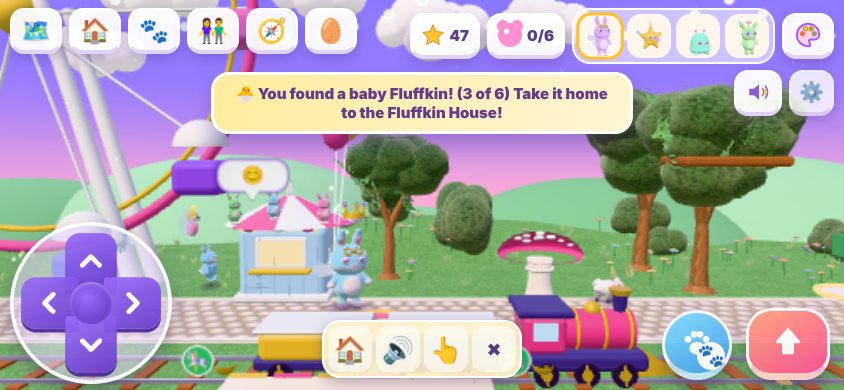 47
0/6
🐣 You found a baby Fluffkin! (3 of 6) Take it home
to the Fluffkin House!